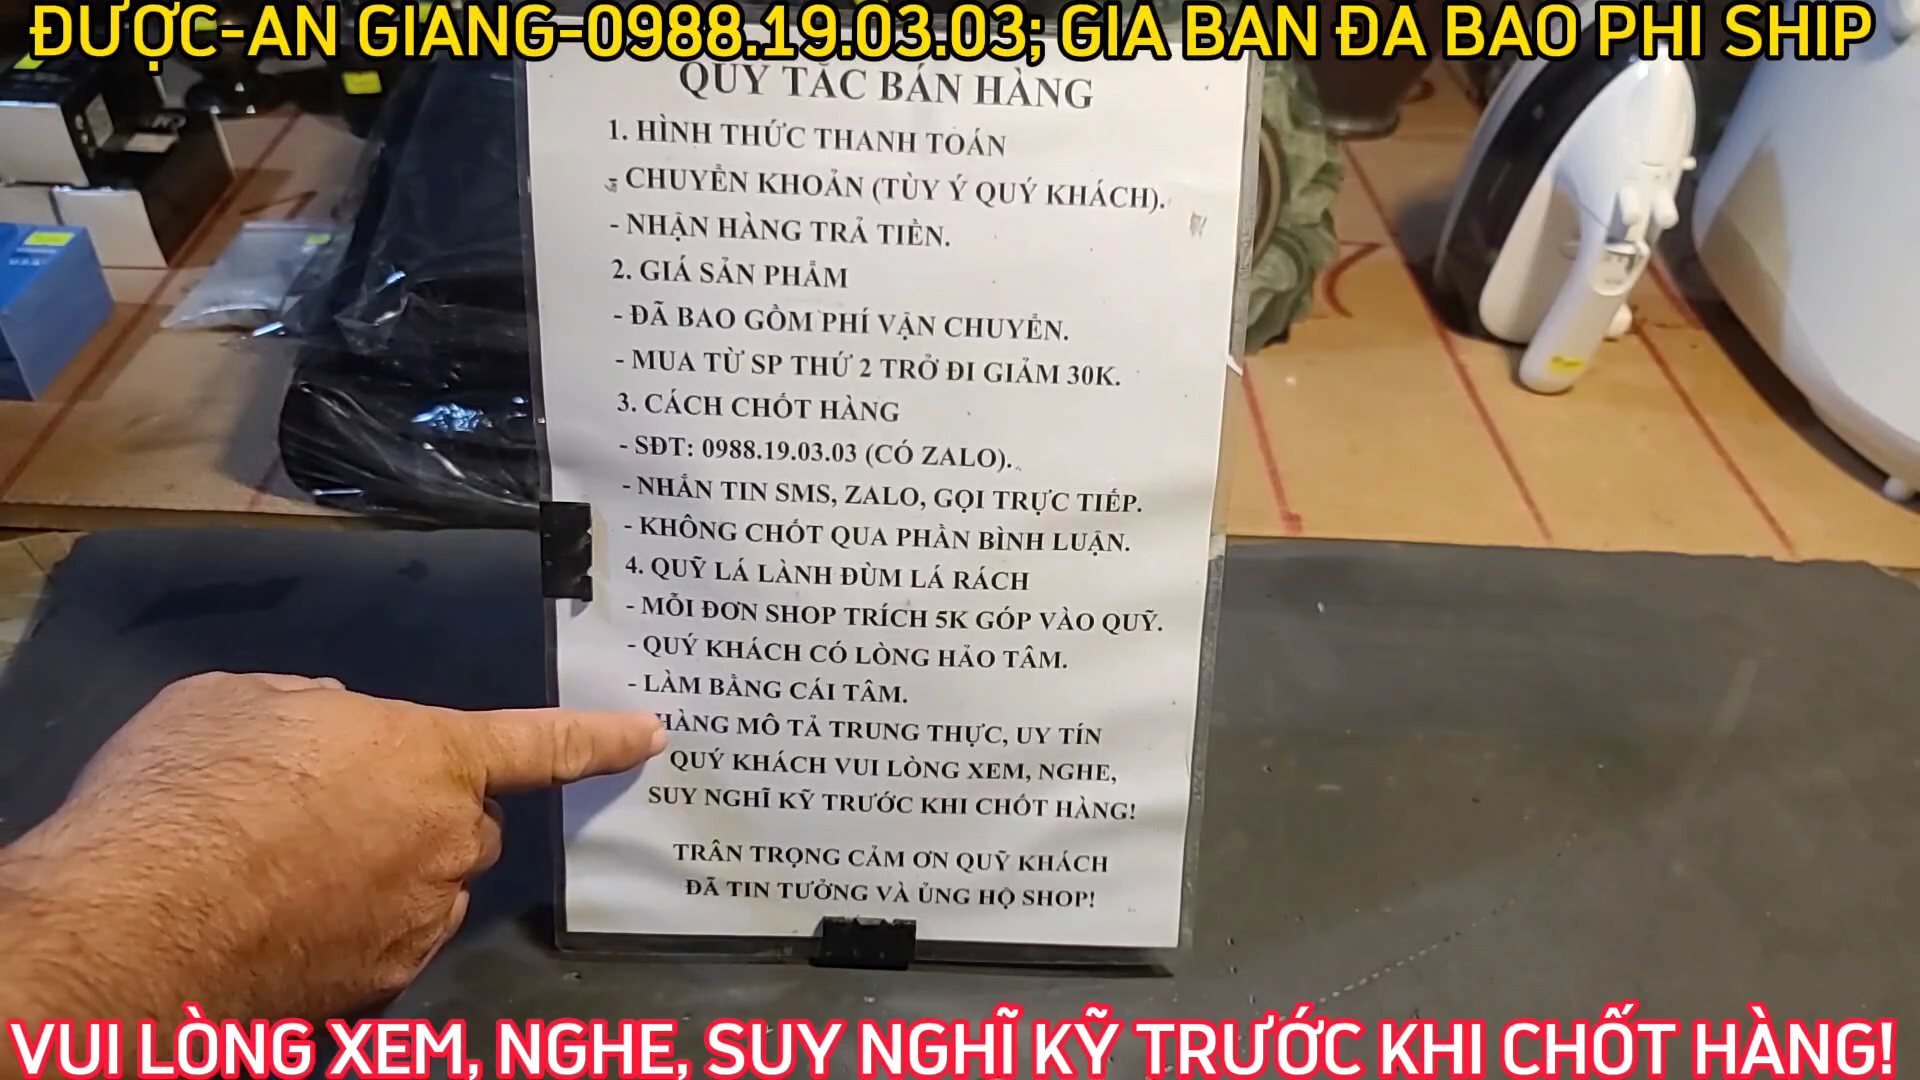 ĐƯỢC-AN GIANG-0988.19.03.03; GIÁ BÁN ĐÃ BAO PHÍ SHIP
QUY TẮC BÁN HÀNG
1. HÌNH THỨC THANH TOÁN
- CHUYỂN KHOẢN (TÙY Ý QUÝ KHÁCH).
- NHẬN HÀNG TRẢ TIỀN.
2. GIÁ SẢN PHẨM
- ĐÃ BAO GỒM PHÍ VẬN CHUYỂN.
- MUA TỪ SP THỨ 2 TRỞ ĐI GIẢM 30K.
3. CÁCH CHỐT HÀNG
- SĐT: 0988.19.03.03 (CÓ ZALO).
- NHẮN TIN SMS, ZALO, GỌI TRỰC TIẾP.
- KHÔNG CHỐT QUA PHẦN BÌNH LUẬN.
4. QUỸ LÁ LÀNH ĐÙM LÁ RÁCH
- MỖI ĐƠN SHOP TRÍCH 5K GÓP VÀO QUỸ.
- QUÝ KHÁCH CÓ LÒNG HẢO TÂM.
- LÀM BẰNG CÁI TÂM.
HÀNG MÔ TẢ TRUNG THỰC, UY TÍN
QUÝ KHÁCH VUI LÒNG XEM, NGHE,
SUY NGHĨ KỸ TRƯỚC KHI CHỐT HÀNG!
TRÂN TRỌNG CẢM ƠN QUỸ KHÁCH
ĐÃ TIN TƯỞNG VÀ ỦNG HỘ SHOP!
VUI LÒNG XEM, NGHE, SUY NGHĨ KỸ TRƯỚC KHI CHỐT HÀNG!